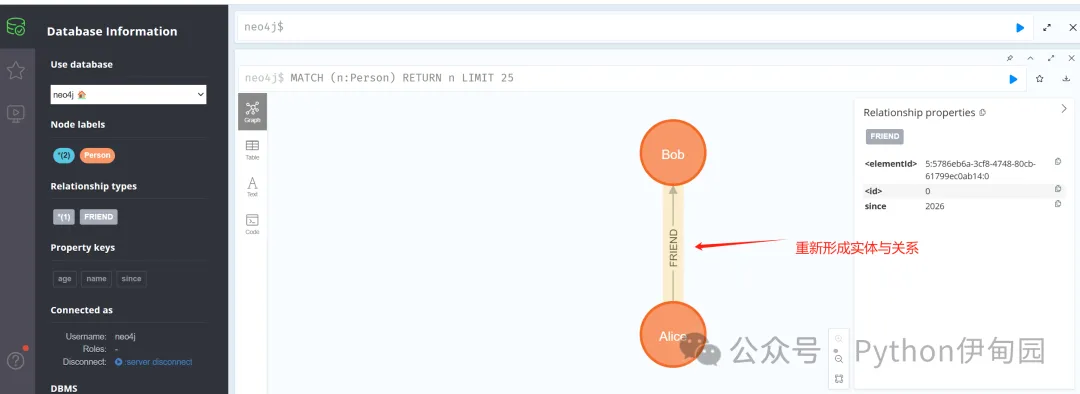 Database Information
Use database
neo4j
Node labels
*(2) Person
Relationship types
*(1) FRIEND
Property keys
age name since
Connected as
Username: neo4j
Roles: -
Disconnect: :server disconnect
DBMS
neo4j$
neo4j$ MATCH (n:Person) RETURN n LIMIT 25
Graph
Table
Text
Code
Bob
FRIEND
Alice
重新形成实体与关系
Relationship properties
FRIEND
<elementId> 5:5786eb6a-3cf8-4748-80cb-
61799ec0ab14:0
<id> 0
since 2026
公众号 · Python伊甸园